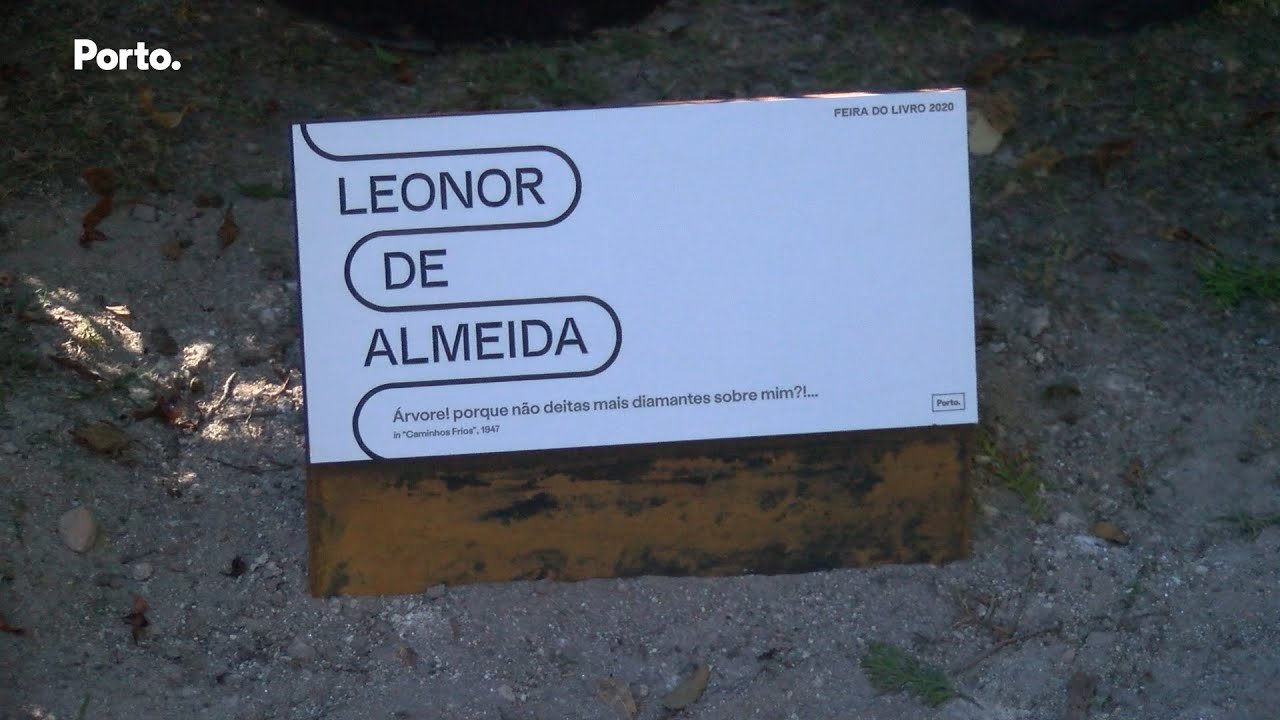 Porto.
FEIRA DO LIVRO 2020
LEONOR
DE
ALMEIDA
Árvore! porque não deitas mais diamantes sobre mim?!...
in "Caminhos Frios", 1947
Porto.